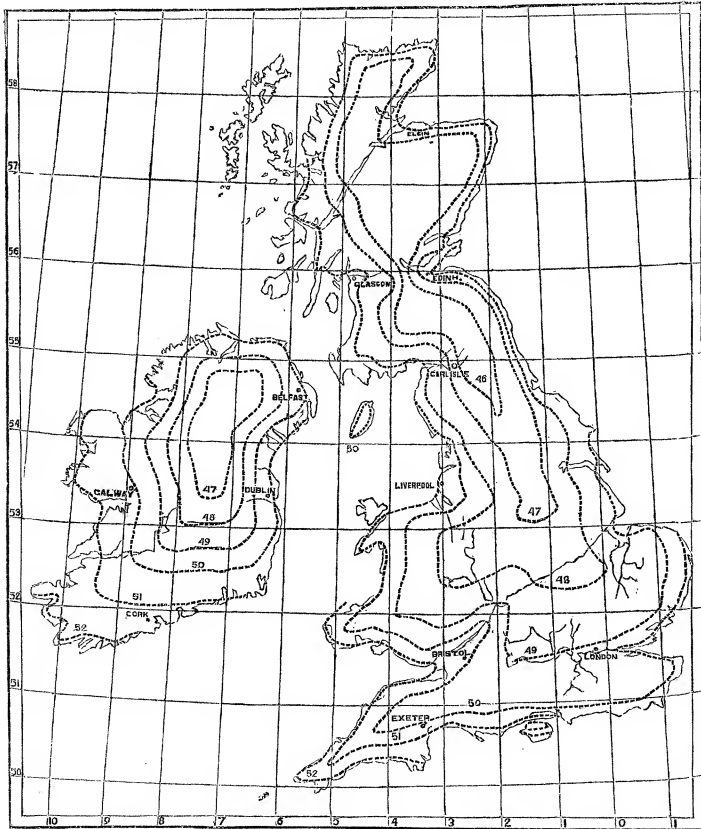 58
ELGIN
57
56
GLASGOW
EDINH.
55
CARLISLE
46
BELFAST
54
50
47
LIVERPOOL
GALWAY
DUBLIN
47
48
53
49
50
48
51
52
CORK
52
BRISTOL
49
LONDON
51
50
EXETER
51
52
50
10
9
8
7
6
5
4
3
2
1
0
1